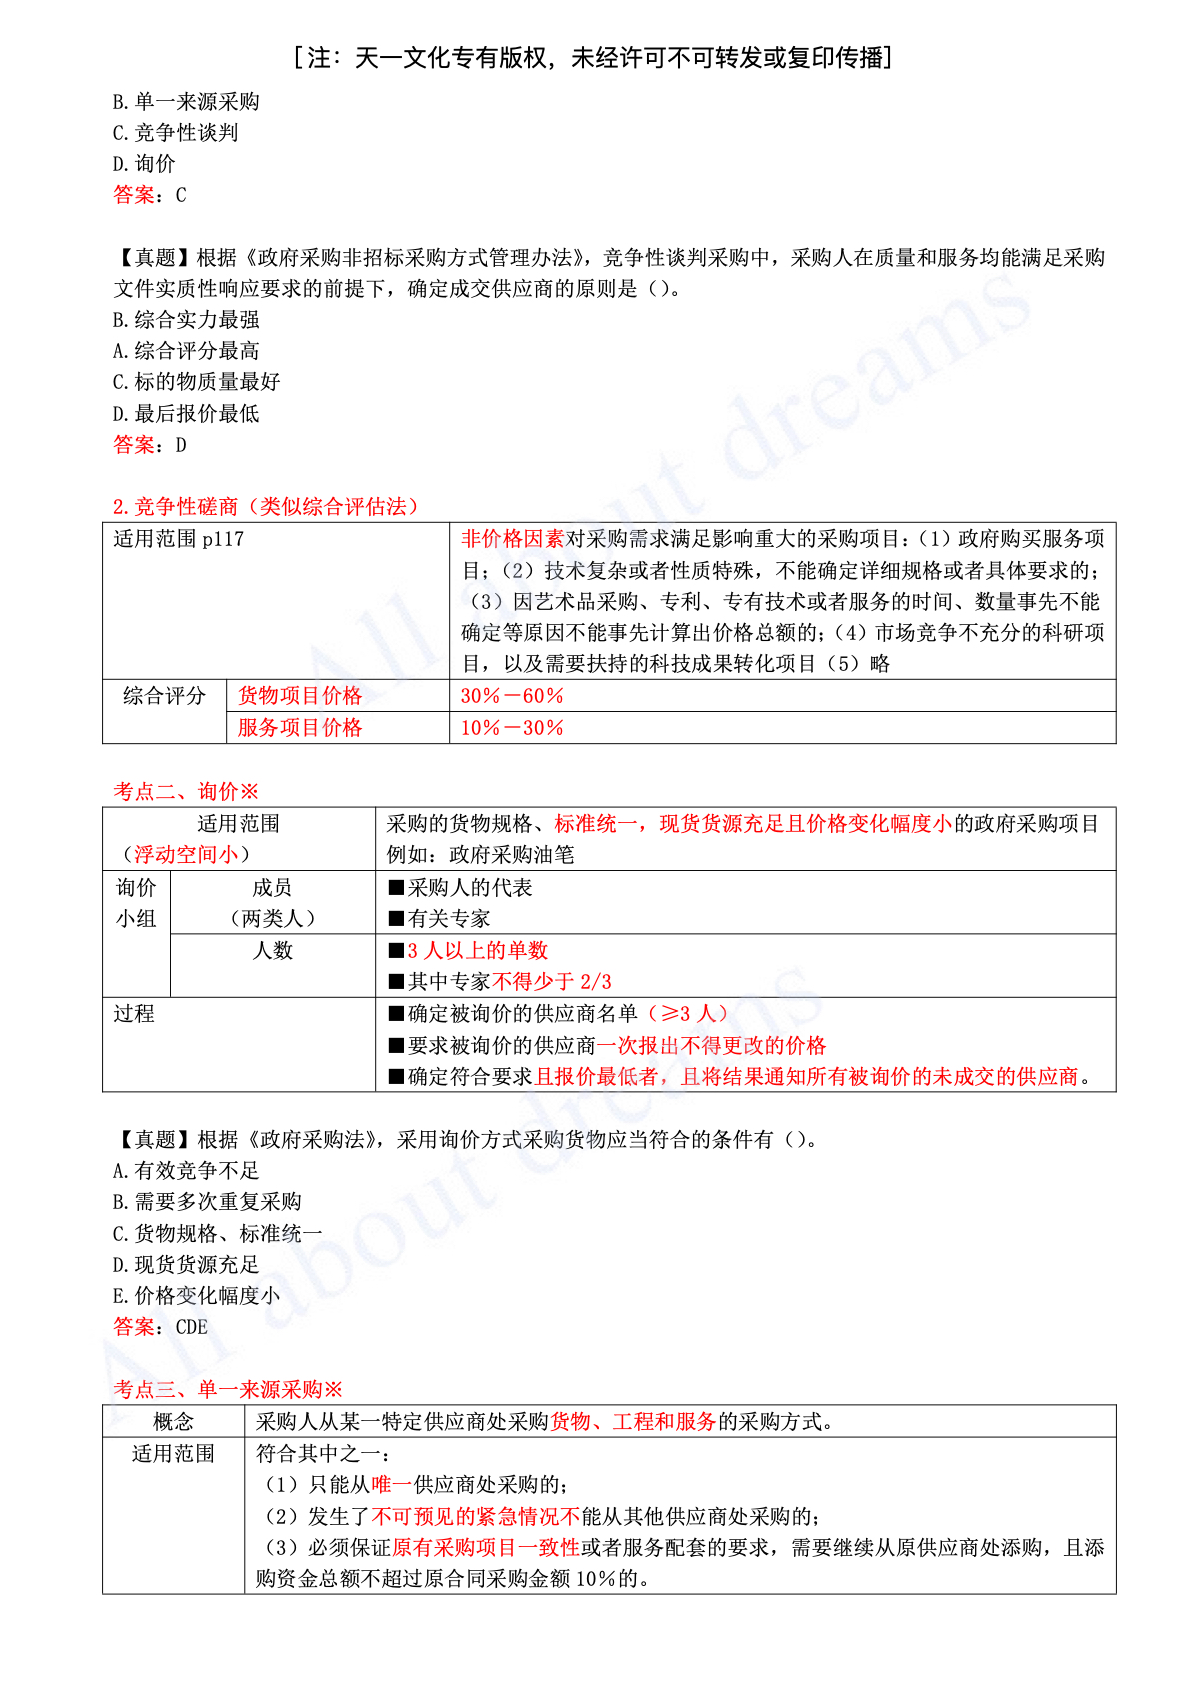 [注：天一文化专有版权，未经许可不可转发或复印传播]
B.单一来源采购
C.竞争性谈判
D.询价
答案：C
【真题】根据《政府采购非招标采购方式管理办法》，竞争性谈判采购中，采购人在质量和服务均能满足采购
文件实质性响应要求的前提下，确定成交供应商的原则是（）。
B.综合实力最强
A.综合评分最高
C.标的物质量最好
D.最后报价最低
答案：D
2.竞争性磋商（类似综合评估法）
适用范围 p117
非价格因素对采购需求满足影响重大的采购项目：（1）政府购买服务项
目；（2）技术复杂或者性质特殊，不能确定详细规格或者具体要求的；
（3）因艺术品采购、专利、专有技术或者服务的时间、数量事先不能
确定等原因不能事先计算出价格总额的；（4）市场竞争不充分的科研项
目，以及需要扶持的科技成果转化项目（5）略
综合评分
货物项目价格
30%－60%
服务项目价格
10%－30%
考点二、询价※
适用范围
（浮动空间小）
采购的货物规格、标准统一，现货货源充足且价格变化幅度小的政府采购项目
例如：政府采购油笔
询价
小组
成员
（两类人）
■采购人的代表
■有关专家
人数
■3 人以上的单数
■其中专家不得少于 2/3
过程
■确定被询价的供应商名单（≥3 人）
■要求被询价的供应商一次报出不得更改的价格
■确定符合要求且报价最低者，且将结果通知所有被询价的未成交的供应商。
【真题】根据《政府采购法》，采用询价方式采购货物应当符合的条件有（）。
A.有效竞争不足
B.需要多次重复采购
C.货物规格、标准统一
D.现货货源充足
E.价格变化幅度小
答案：CDE
考点三、单一来源采购※
概念
采购人从某一特定供应商处采购货物、工程和服务的采购方式。
适用范围
符合其中之一：
（1）只能从唯一供应商处采购的；
（2）发生了不可预见的紧急情况不能从其他供应商处采购的；
（3）必须保证原有采购项目一致性或者服务配套的要求，需要继续从原供应商处添购，且添
购资金总额不超过原合同采购金额 10%的。
All about dreams
All about dreams